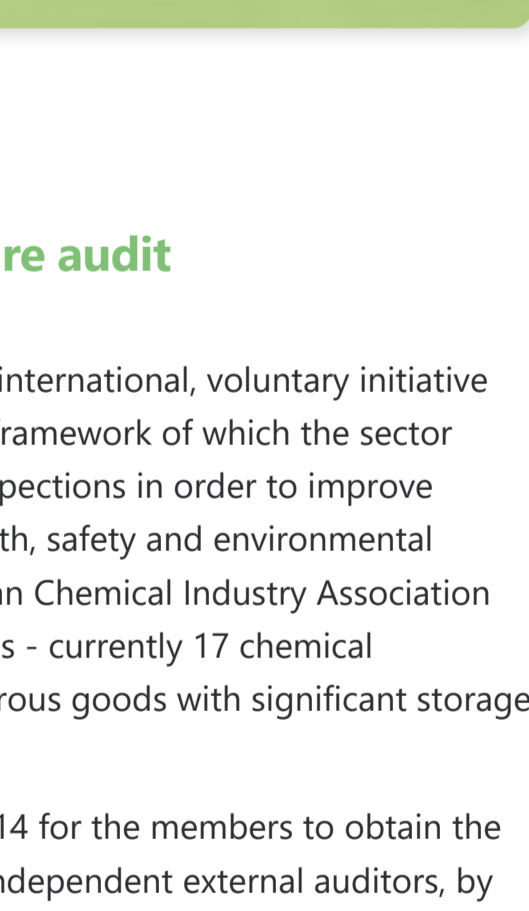 re audit
international, voluntary initiative
ramework of which the sector
pections in order to improve
th, safety and environmental
n Chemical Industry Association
s - currently 17 chemical
rous goods with significant storage
14 for the members to obtain the
ndependent external auditors, by